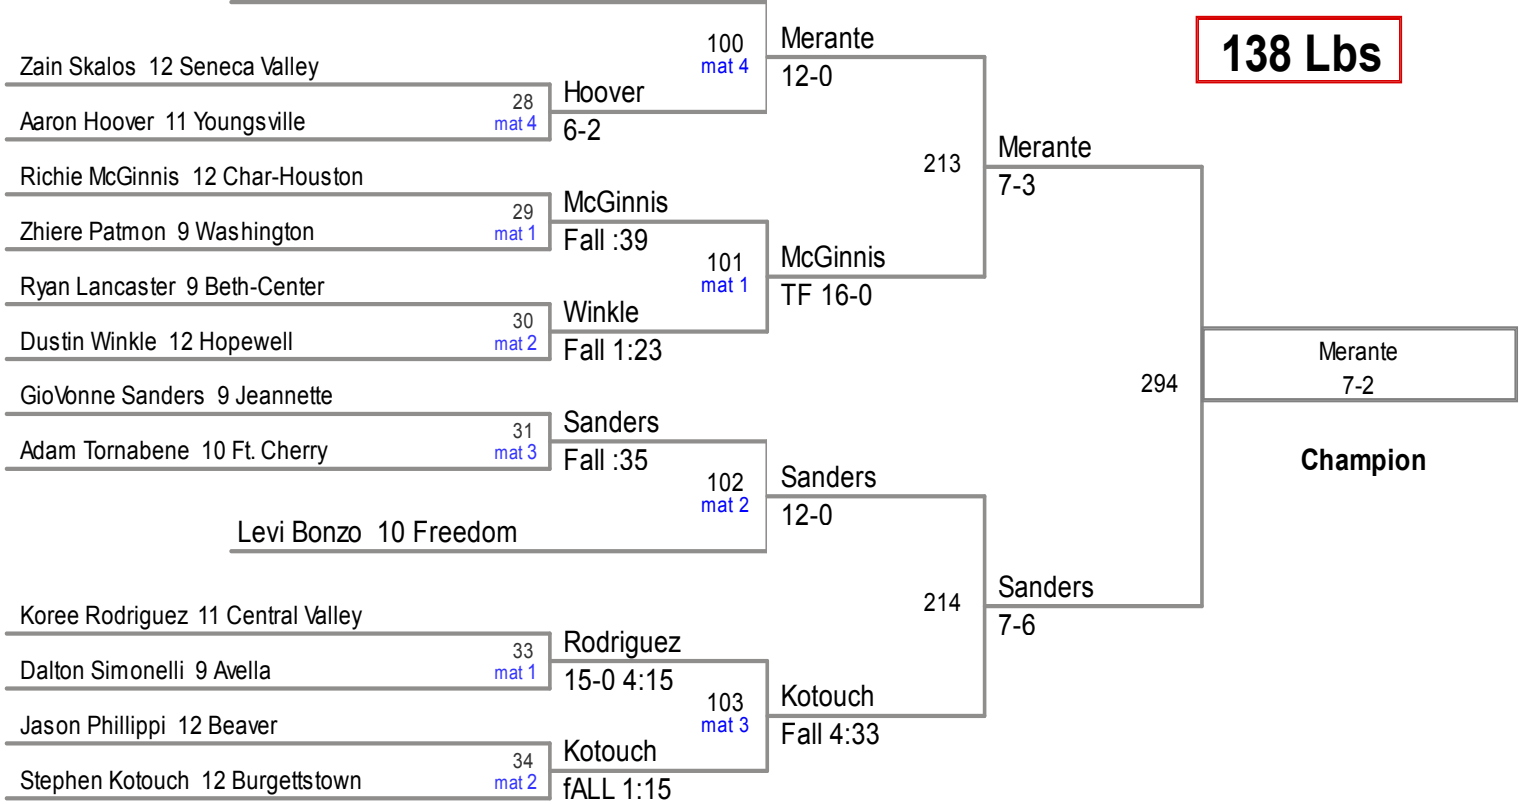 138 Lbs
100
mat 4
Merante
12-0
Zain Skalos 12 Seneca Valley
Aaron Hoover 11 Youngsville
28
mat 4
Hoover
6-2
Richie McGinnis 12 Char-Houston
Zhiere Patmon 9 Washington
29
mat 1
McGinnis
Fall :39
213
Merante
7-3
101
mat 1
McGinnis
TF 16-0
Ryan Lancaster 9 Beth-Center
Dustin Winkle 12 Hopewell
30
mat 2
Winkle
Fall 1:23
294
Merante
7-2
Champion
GioVonne Sanders 9 Jeannette
Adam Tornabene 10 Ft. Cherry
31
mat 3
Sanders
Fall :35
102
mat 2
Sanders
12-0
Levi Bonzo 10 Freedom
214
Sanders
7-6
Koree Rodriguez 11 Central Valley
Dalton Simonelli 9 Avella
33
mat 1
Rodriguez
15-0 4:15
103
mat 3
Kotouch
Fall 4:33
Jason Phillippi 12 Beaver
Stephen Kotouch 12 Burgettstown
34
mat 2
Kotouch
fALL 1:15